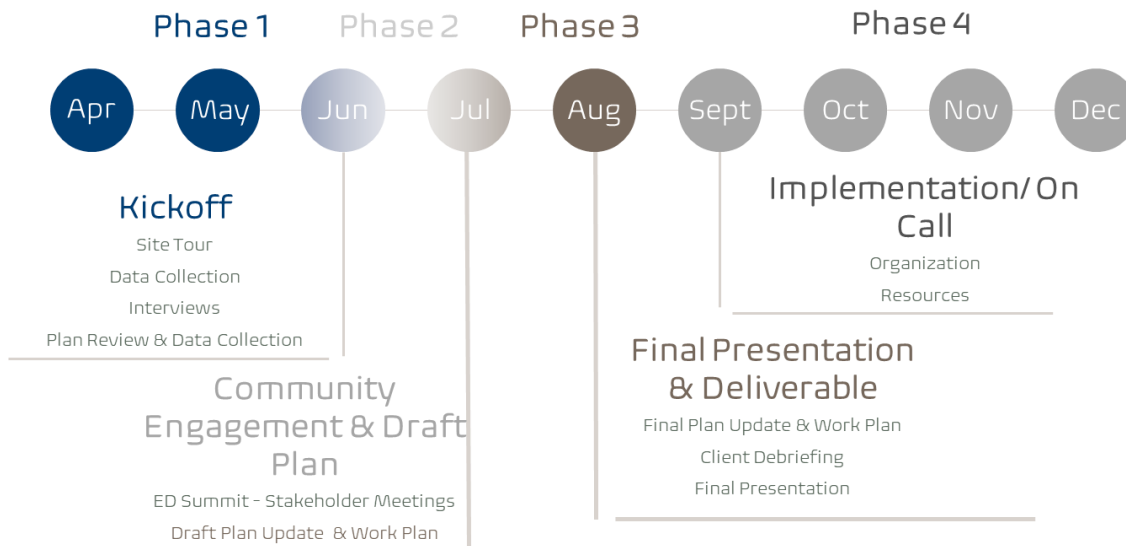 Phase 1
Phase 2
Phase 3
Phase 4
Apr
May
Jun
Jul
Aug
Sept
Oct
Nov
Dec
Kickoff
Site Tour
Data Collection
Interviews
Plan Review & Data Collection
Community
Engagement & Draft
Plan
ED Summit - Stakeholder Meetings
Draft Plan Update & Work Plan
Final Presentation
& Deliverable
Final Plan Update & Work Plan
Client Debriefing
Final Presentation
Implementation/ On
Call
Organization
Resources